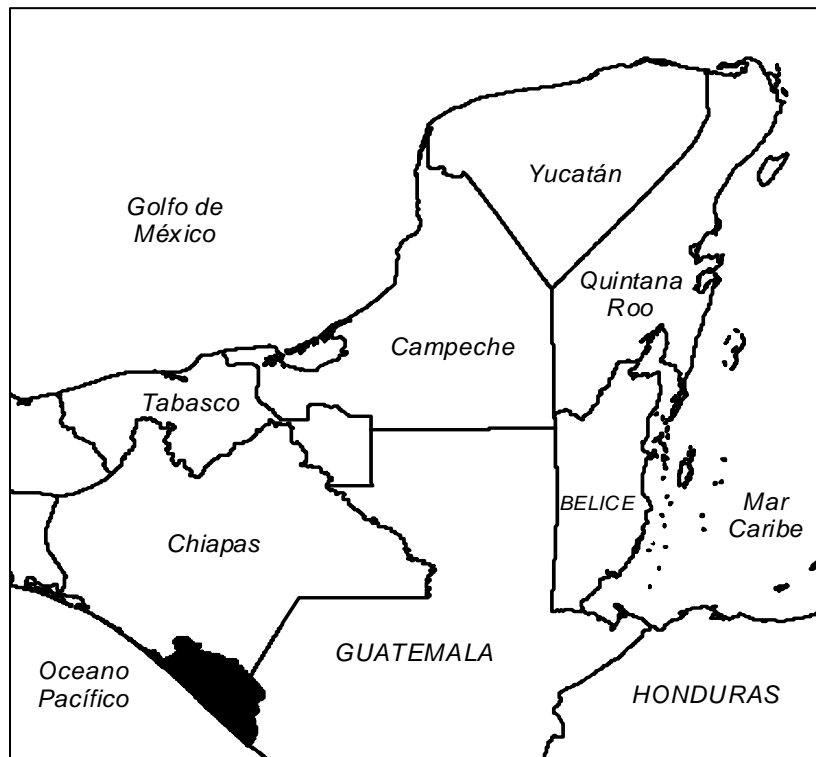 Yucatán
Golfo de
México
Quintana
Roo
Campeche
Tabasco
BELICE
Mar
Caribe
Chiapas
GUATEMALA
Oceano
Pacífico
HONDURAS